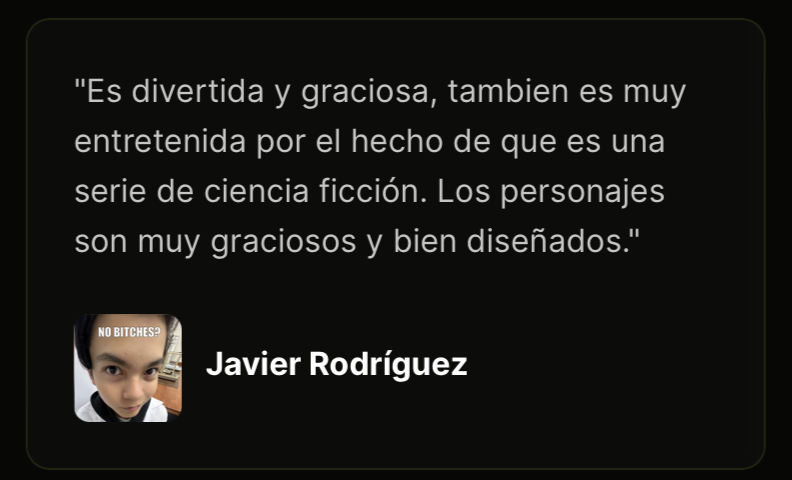 "Es divertida y graciosa, tambien es muy
entretenida por el hecho de que es una
serie de ciencia ficción. Los personajes
son muy graciosos y bien diseñados."
NO BITCHES?
Javier Rodríguez